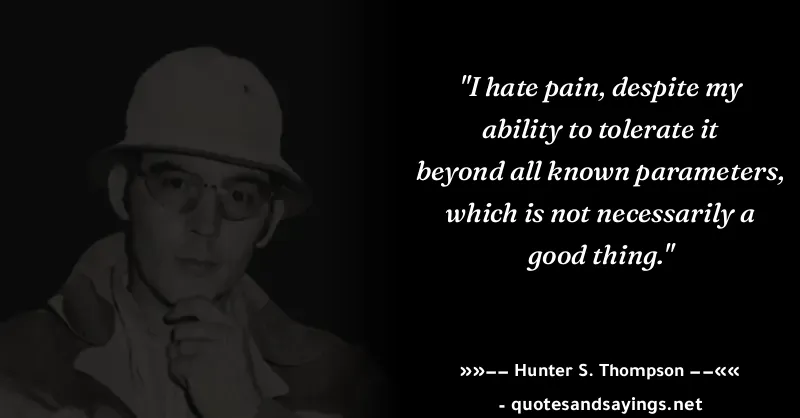 "I hate pain, despite my
ability to tolerate it
beyond all known parameters,
which is not necessarily a
good thing."
»»−− Hunter S. Thompson −−««
- quotesandsayings.net